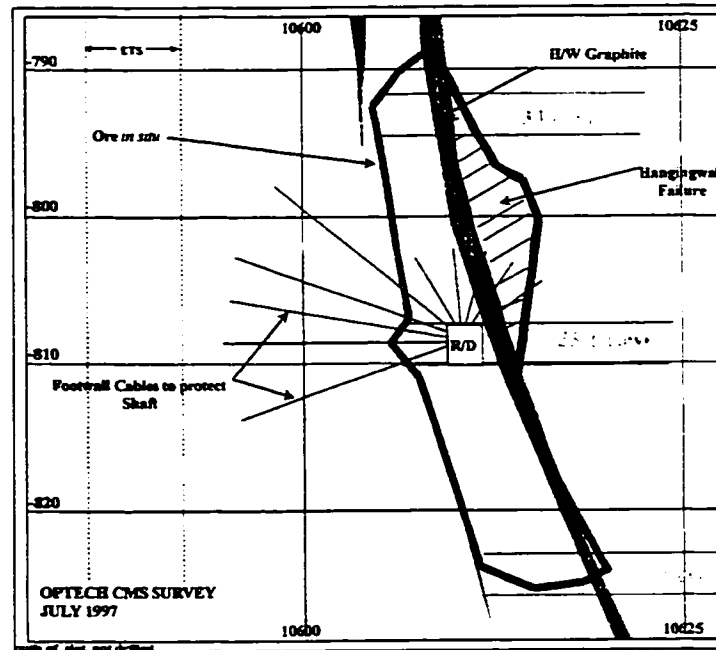 10600
10625
ETS
-790
H/W Graphite
Ore in situ
Hangingwall
Failure
-800
R/D
-810
Footwall Cables to protect
Shaft
-820
OPTECH CMS SURVEY
JULY 1997
10600
10625